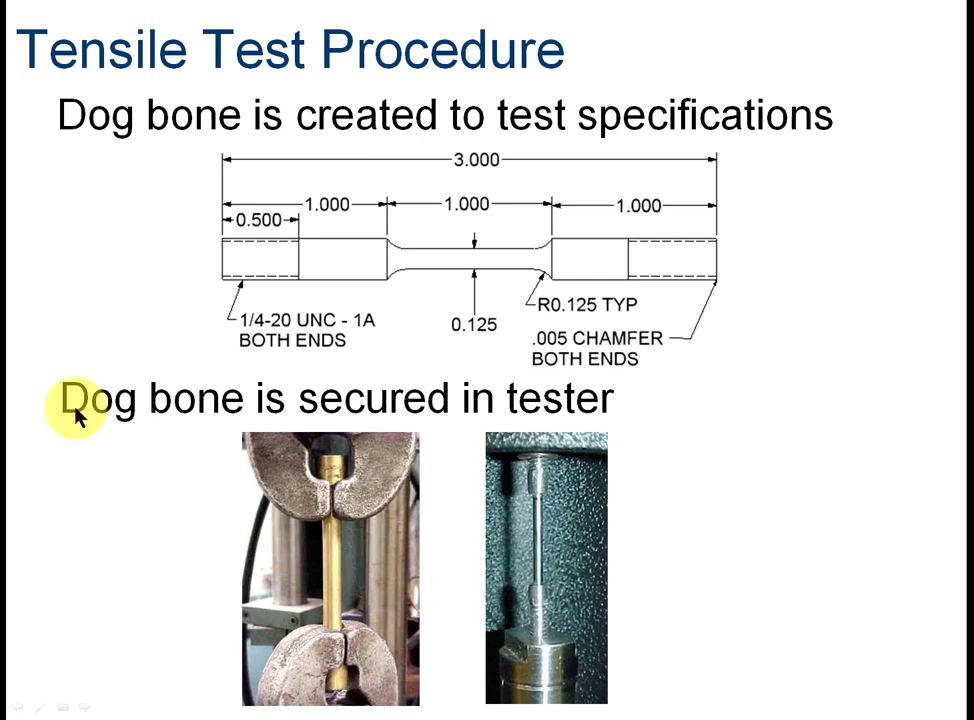 Tensile Test Procedure
Dog bone is created to test specifications
3.000
1.000
1.000
1.000
0.500
1/4-20 UNC - 1A
BOTH ENDS
0.125
R0.125 TYP
.005 CHAMFER
BOTH ENDS
Dog bone is secured in tester